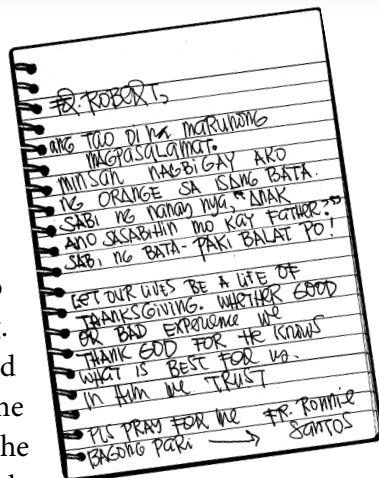 FR. ROBERT,
ANG TAO DI NA MARUNONG
MAGPASALAMAT.
MINSAN NAGBIGAY AKO
NG ORANGE SA ISANG BATA.
SABI NG NANAY NYA, "ANAK
ANO SASABIHIN MO KAY FATHER?"
SABI NG BATA - PAKI BALAT PO!
LET OUR LIVES BE A LIFE OF
THANKSGIVING. WHETHER GOOD
OR BAD EXPERIENCE WE
THANK GOD FOR HE KNOWS
WHAT IS BEST FOR US.
IN HIM WE TRUST
PLS PRAY FOR ME FR. RONNIE
BAGONG PARI → SANTOS